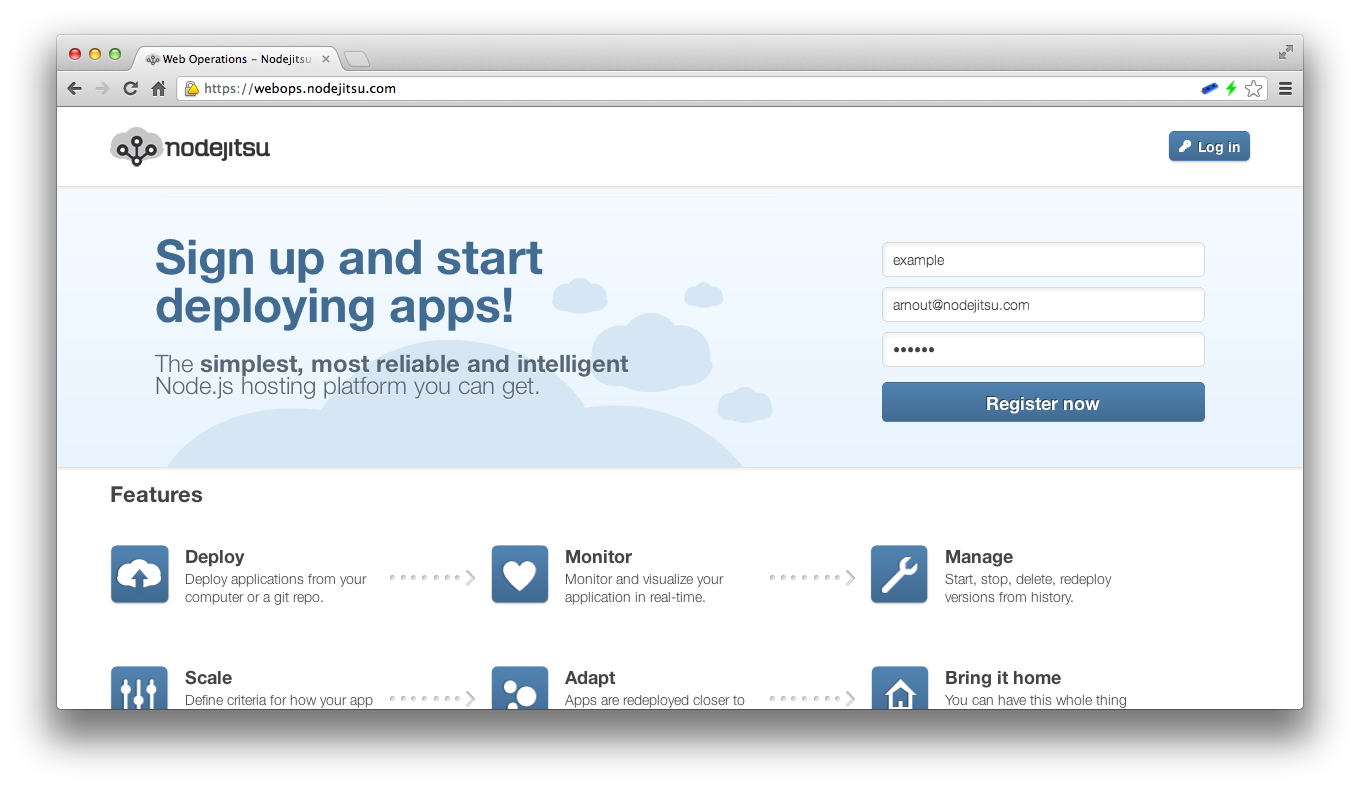 Web Operations – Nodejitsu
https://webops.nodejitsu.com
nodejitsu
Log in
Sign up and start
deploying apps!
The simplest, most reliable and intelligent
Node.js hosting platform you can get.
example
arnout@nodejitsu.com
••••••
Register now
Features
Deploy
Deploy applications from your
computer or a git repo.
Monitor
Monitor and visualize your
application in real-time.
Manage
Start, stop, delete, redeploy
versions from history.
Scale
Define criteria for how your app
Adapt
Apps are redeployed closer to
Bring it home
You can have this whole thing